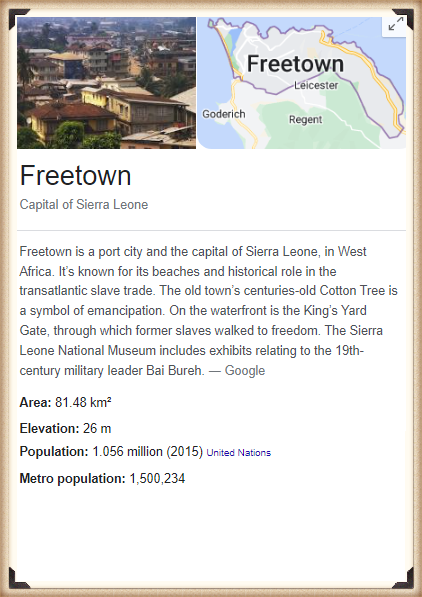 Freetown
Leicester
Goderich
Regent
Freetown
Capital of Sierra Leone
Freetown is a port city and the capital of Sierra Leone, in West
Africa. It’s known for its beaches and historical role in the
transatlantic slave trade. The old town’s centuries-old Cotton Tree is
a symbol of emancipation. On the waterfront is the King’s Yard
Gate, through which former slaves walked to freedom. The Sierra
Leone National Museum includes exhibits relating to the 19th-
century military leader Bai Bureh. — Google
Area: 81.48 km²
Elevation: 26 m
Population: 1.056 million (2015) United Nations
Metro population: 1,500,234